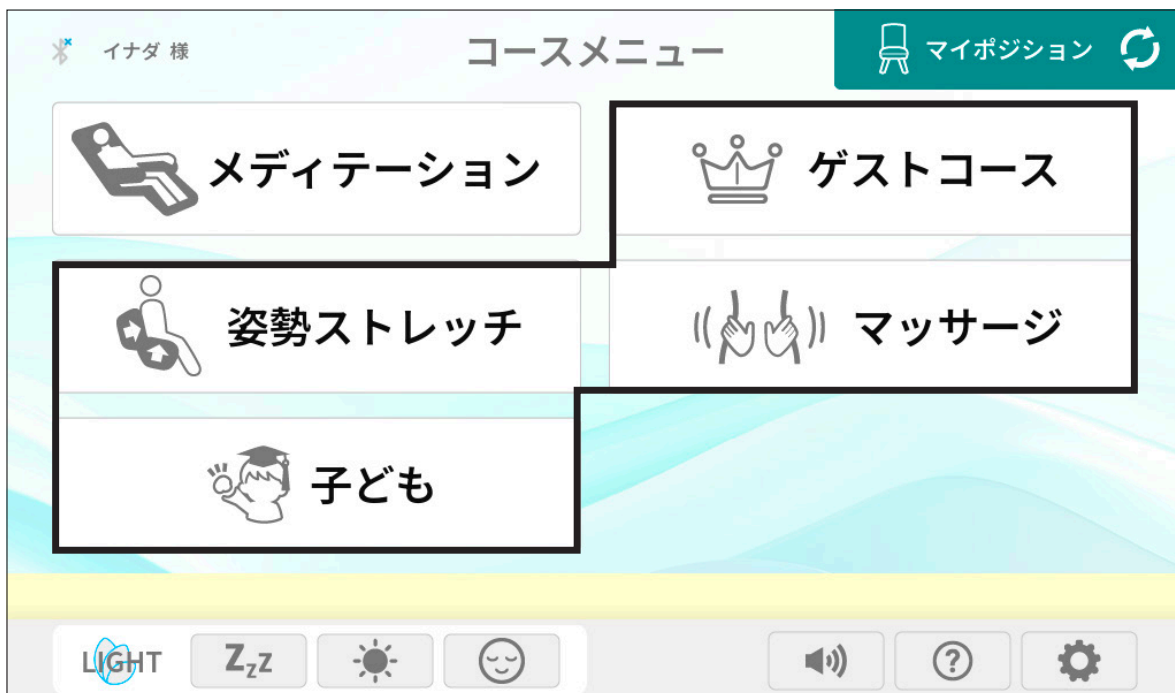 イナダ 様
コースメニュー
マイポジション
メディテーション
ゲストコース
姿勢ストレッチ
マッサージ
子ども
LIGHT
ZzZ
?